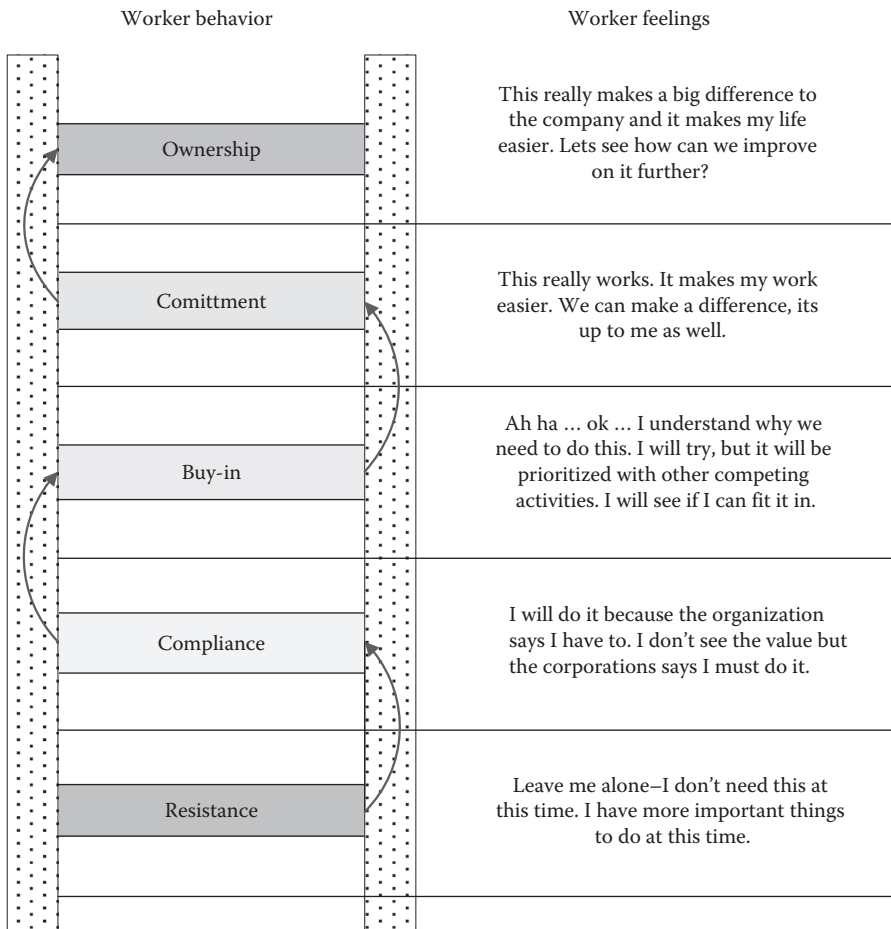 Worker behavior
Worker feelings
Ownership
This really makes a big difference to
the company and it makes my life
easier. Lets see how can we improve
on it further?
Comittment
This really works. It makes my work
easier. We can make a difference, its
up to me as well.
Buy-in
Ah ha … ok … I understand why we
need to do this. I will try, but it will be
prioritized with other competing
activities. I will see if I can fit it in.
Compliance
I will do it because the organization
says I have to. I don’t see the value but
the corporations says I must do it.
Resistance
Leave me alone–I don’t need this at
this time. I have more important things
to do at this time.